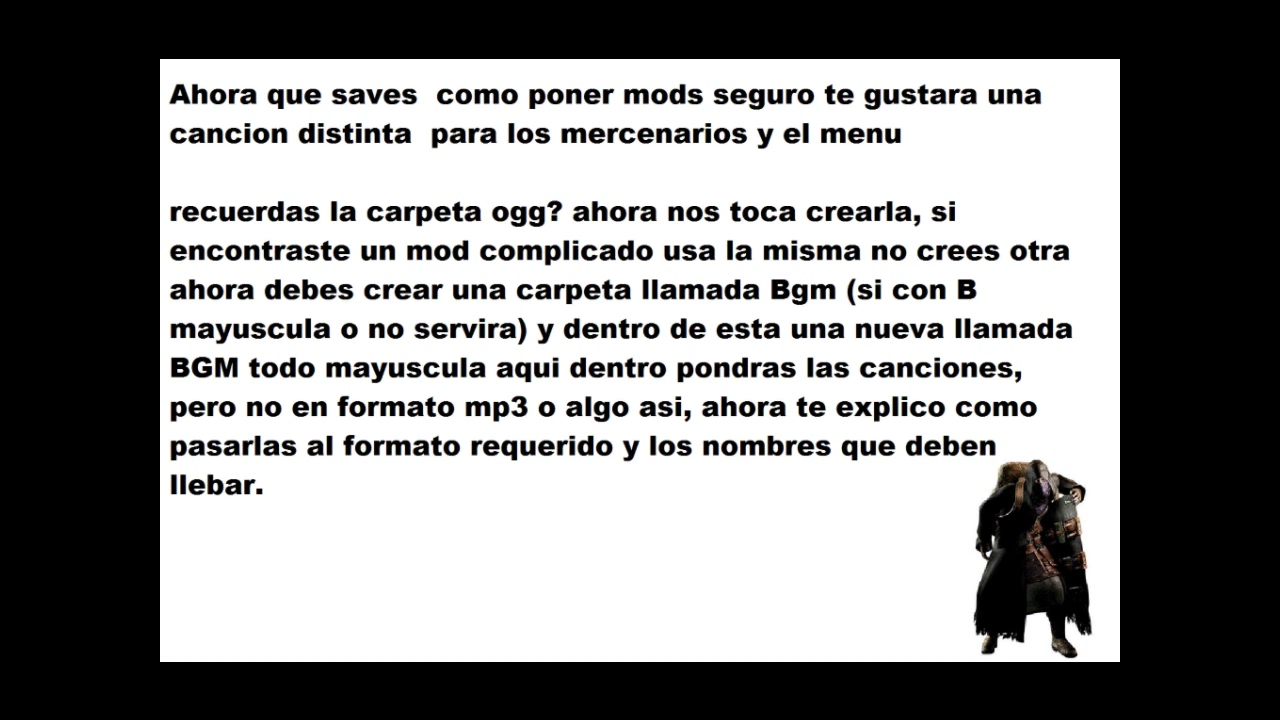 Ahora que saves  como poner mods seguro te gustara una
cancion distinta  para los mercenarios y el menu
recuerdas la carpeta ogg? ahora nos toca crearla, si
encontraste un mod complicado usa la misma no crees otra
ahora debes crear una carpeta llamada Bgm (si con B
mayuscula o no servira) y dentro de esta una nueva llamada
BGM todo mayuscula aqui dentro pondras las canciones,
pero no en formato mp3 o algo asi, ahora te explico como
pasarlas al formato requerido y los nombres que deben
llebar.